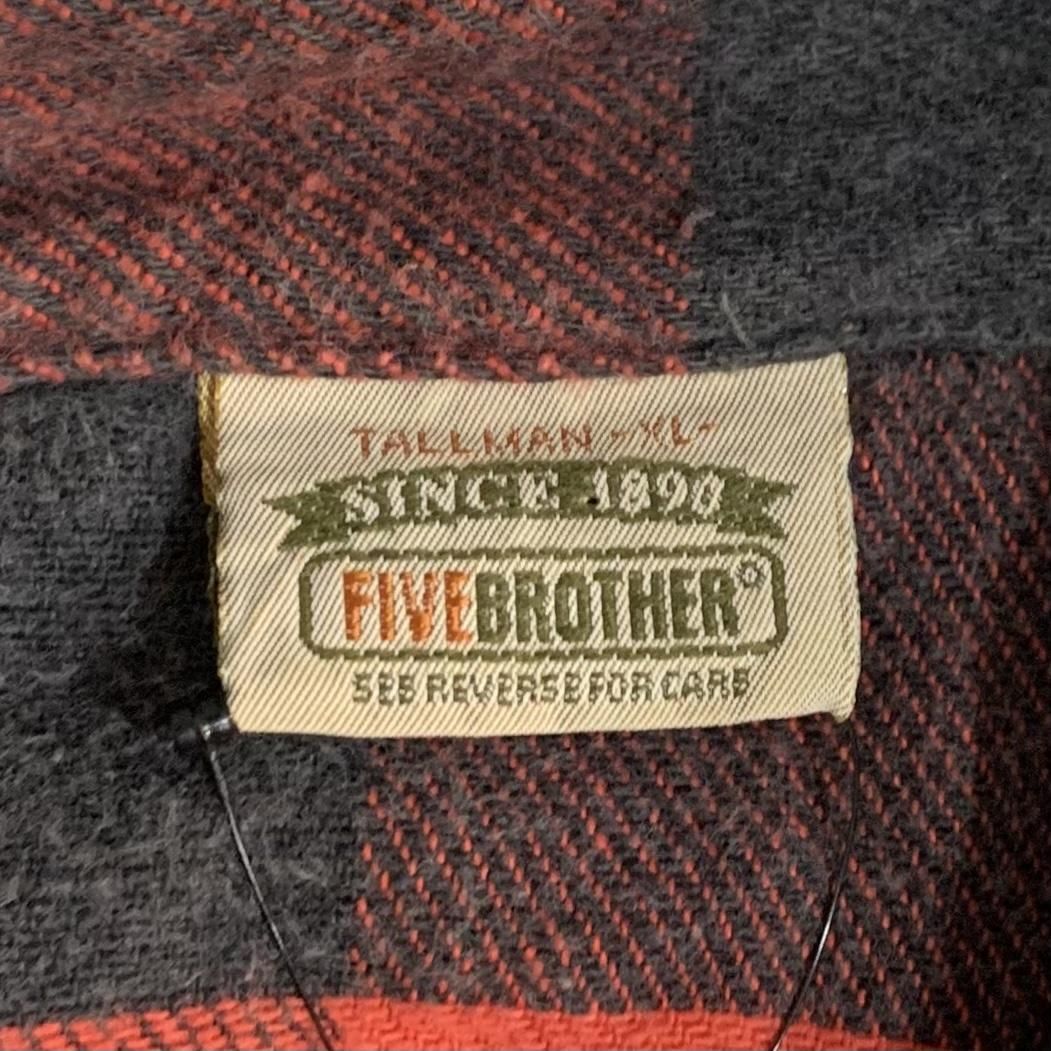 TALLMAN -XL-
SINCE 1890
FIVEBROTHER®
SEE REVERSE FOR CARE